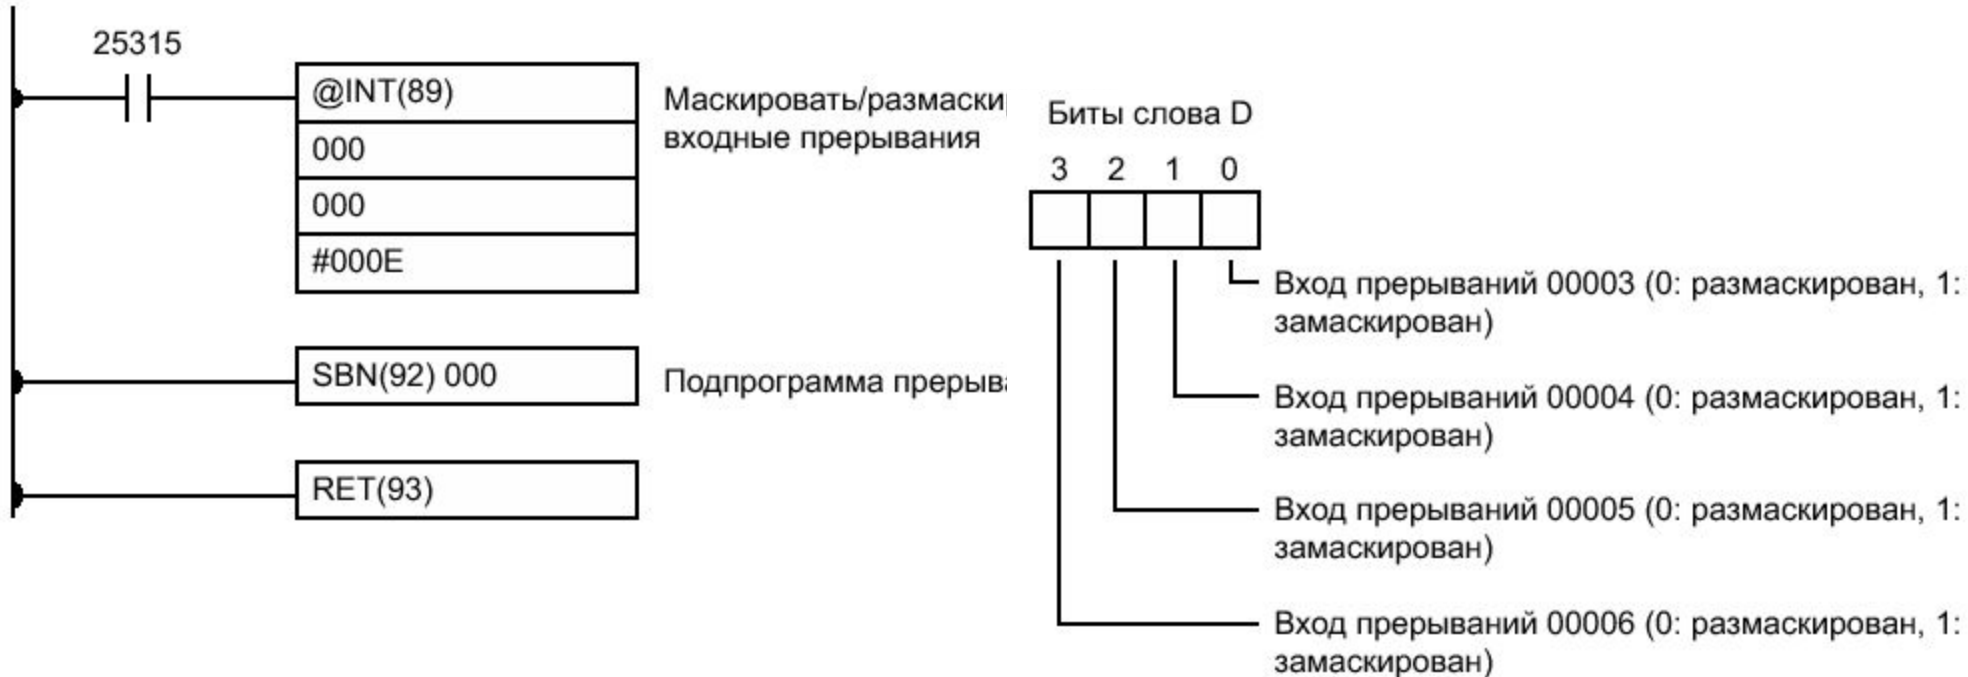 25315
@INT(89)
000
000
#000E
Маскировать/размаски
входные прерывания
SBN(92) 000
Подпрограмма прерыв
RET(93)
Биты слова D
3 2 1 0
Вход прерываний 00003 (0: размаскирован, 1:
замаскирован)
Вход прерываний 00004 (0: размаскирован, 1:
замаскирован)
Вход прерываний 00005 (0: размаскирован, 1:
замаскирован)
Вход прерываний 00006 (0: размаскирован, 1:
замаскирован)